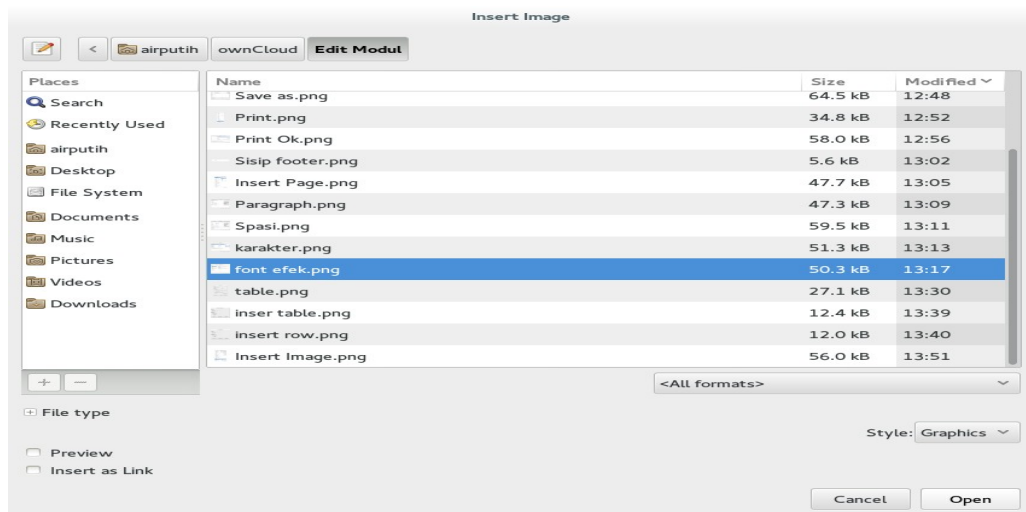 Insert Image
< airputih ownCloud Edit Modul
Places
Search
Recently Used
airputih
Desktop
File System
Documents
Music
Pictures
Videos
Downloads
Name Size Modified
Save as.png 64.5 kB 12:48
Print.png 34.8 kB 12:52
Print Ok.png 58.0 kB 12:56
Sisip footer.png 5.6 kB 13:02
Insert Page.png 47.7 kB 13:05
Paragraph.png 47.3 kB 13:09
Spasi.png 59.5 kB 13:11
karakter.png 51.3 kB 13:13
font efek.png 50.3 kB 13:17
table.png 27.1 kB 13:30
inser table.png 12.4 kB 13:39
insert row.png 12.0 kB 13:40
Insert Image.png 56.0 kB 13:51
<All formats>
File type
Style: Graphics
Preview
Insert as Link
Cancel Open